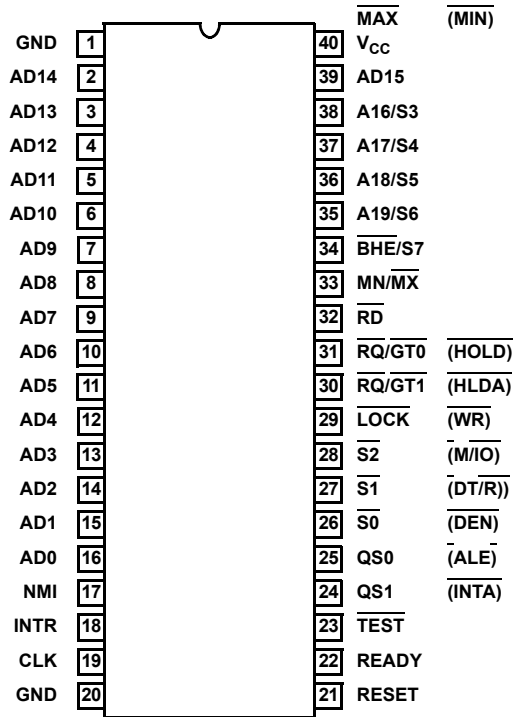 MAX (MIN)
GND 1 40 VCC
AD14 2 39 AD15
AD13 3 38 A16/S3
AD12 4 37 A17/S4
AD11 5 36 A18/S5
AD10 6 35 A19/S6
AD9 7 34 BHE/S7
AD8 8 33 MN/MX
AD7 9 32 RD
AD6 10 31 RQ/GT0 (HOLD)
AD5 11 30 RQ/GT1 (HLDA)
AD4 12 29 LOCK (WR)
AD3 13 28 S2 (M/IO)
AD2 14 27 S1 (DT/R))
AD1 15 26 S0 (DEN)
AD0 16 25 QS0 (ALE)
NMI 17 24 QS1 (INTA)
INTR 18 23 TEST
CLK 19 22 READY
GND 20 21 RESET